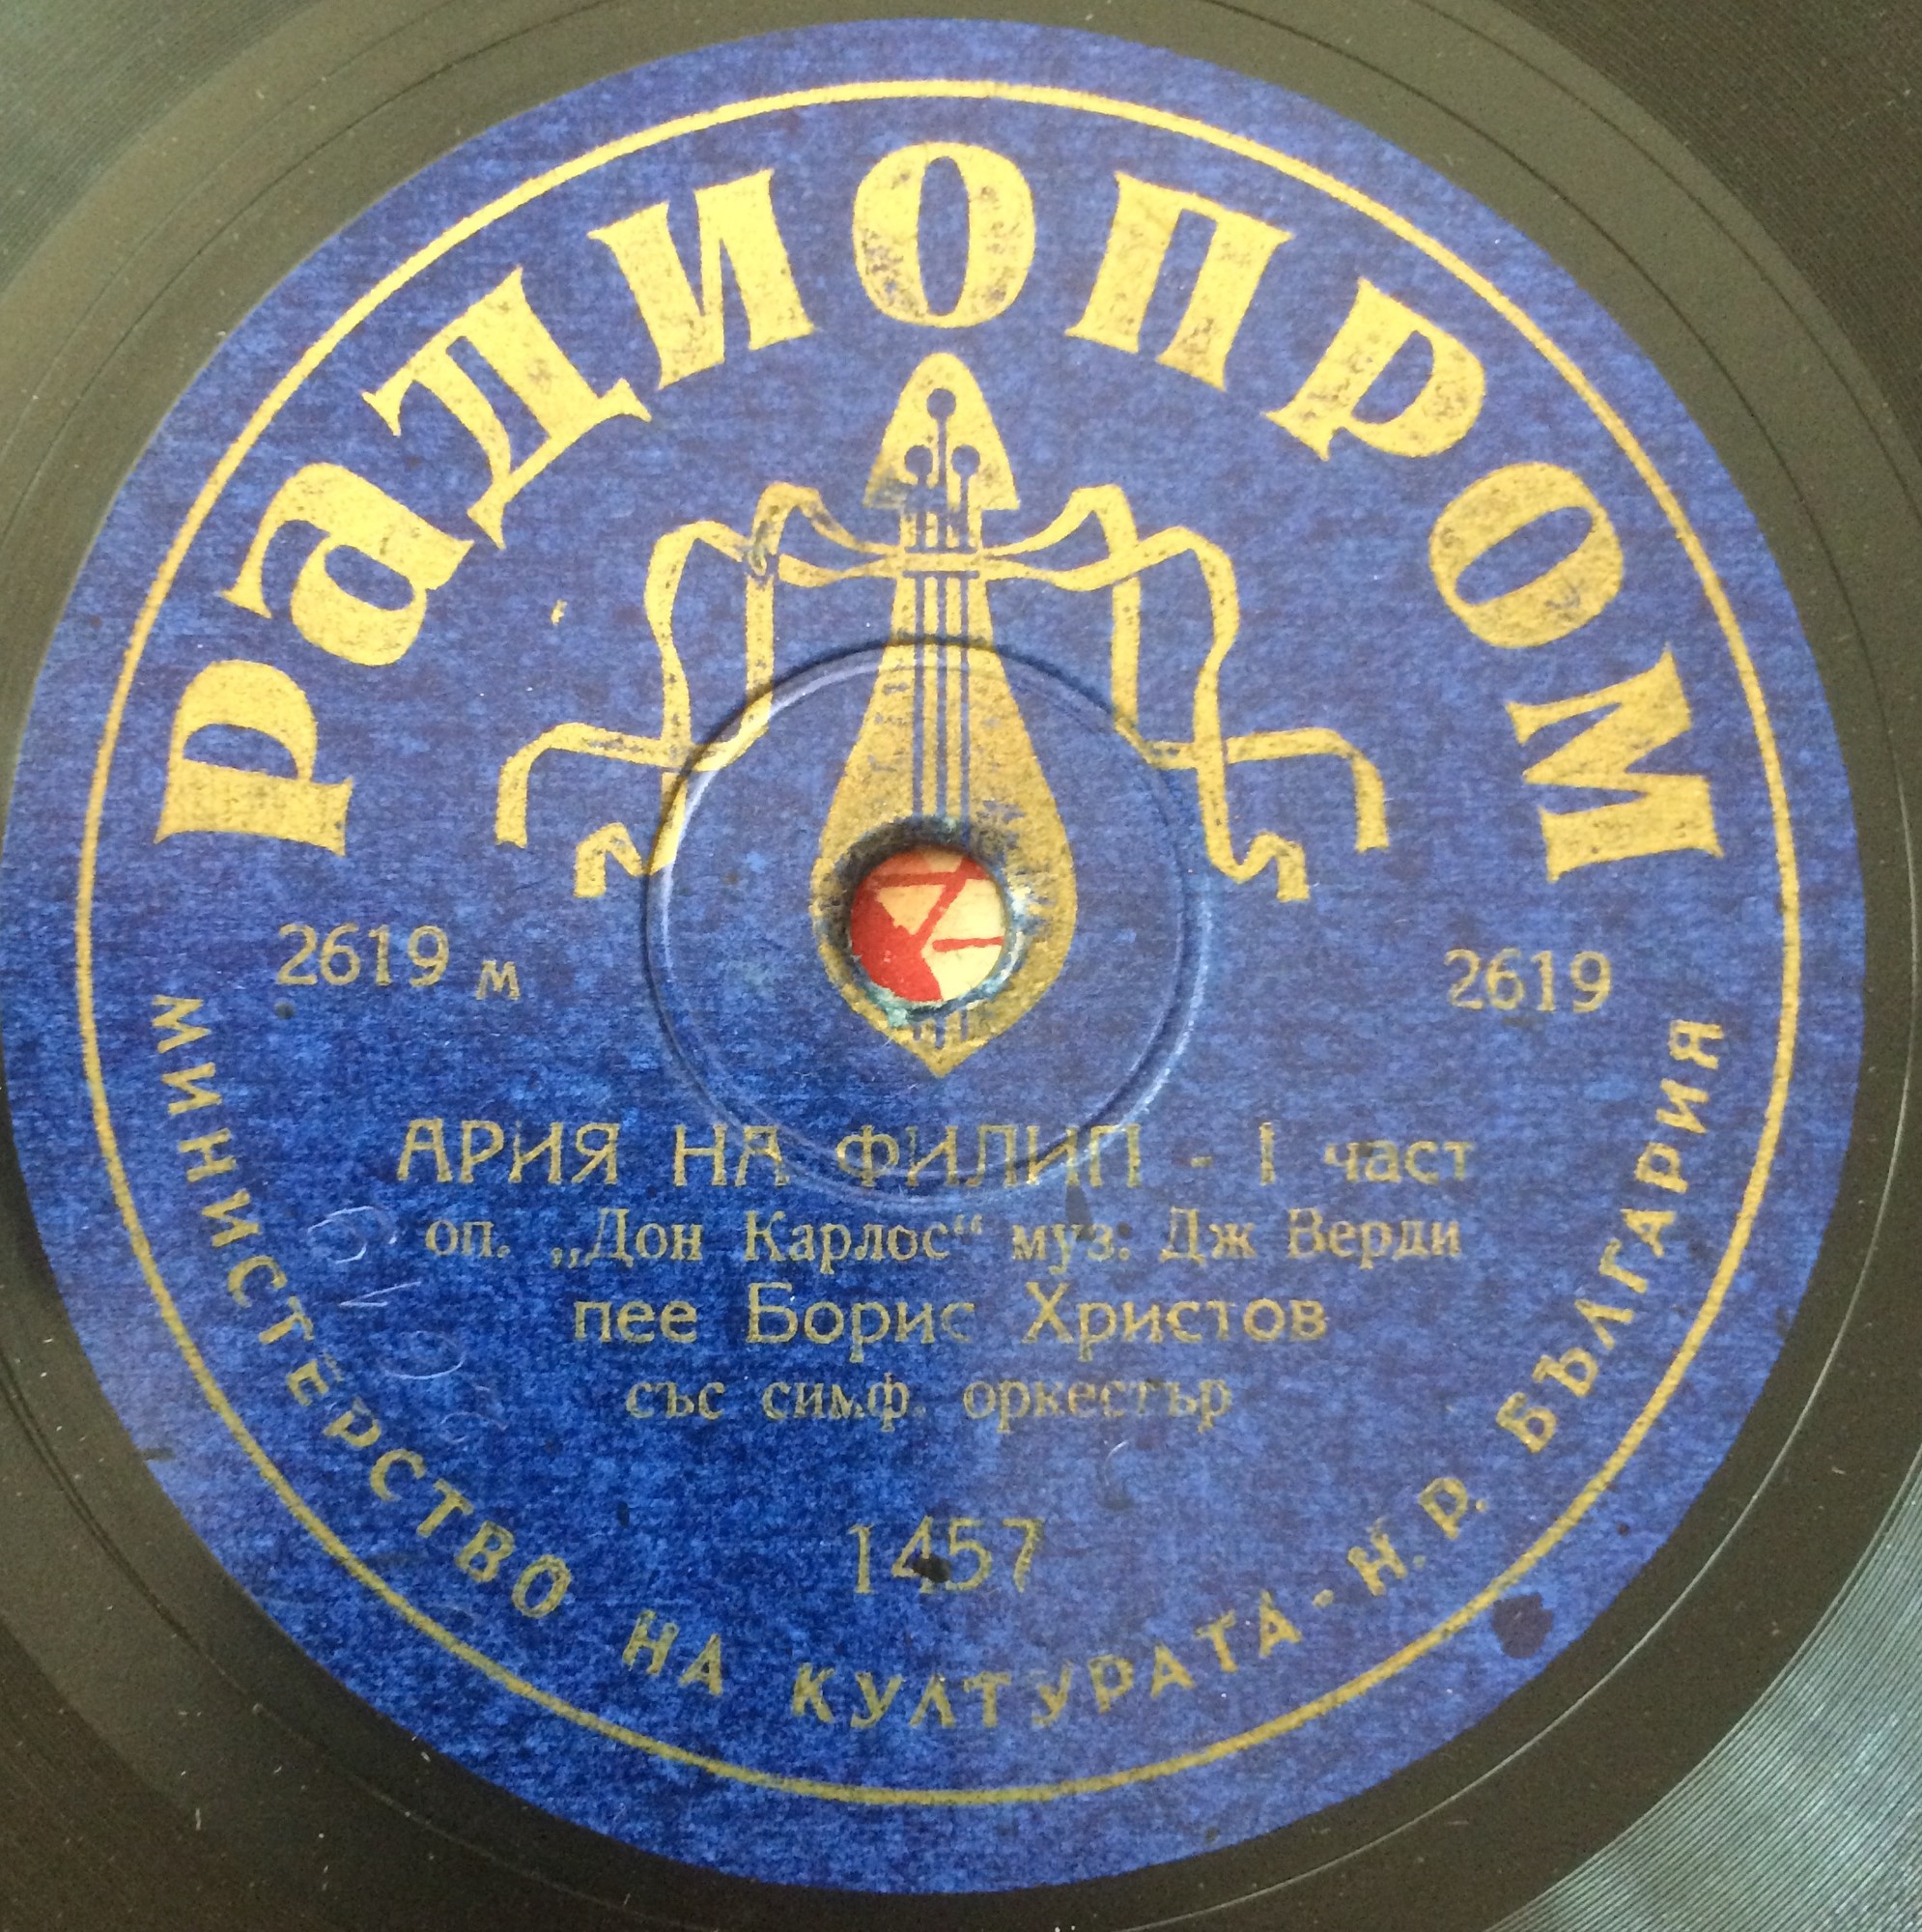 РАДИОПРОМ
2619 м
2619
АРИЯ НА ФИЛИП - I част
оп. „Дон Карлос“ муз: Дж Верди
пее Борис Христов
със симф. оркестър
1457
МИНИСТЕРСТВО НА КУЛТУРАТА - Н. Р. БЪЛГАРИЯ